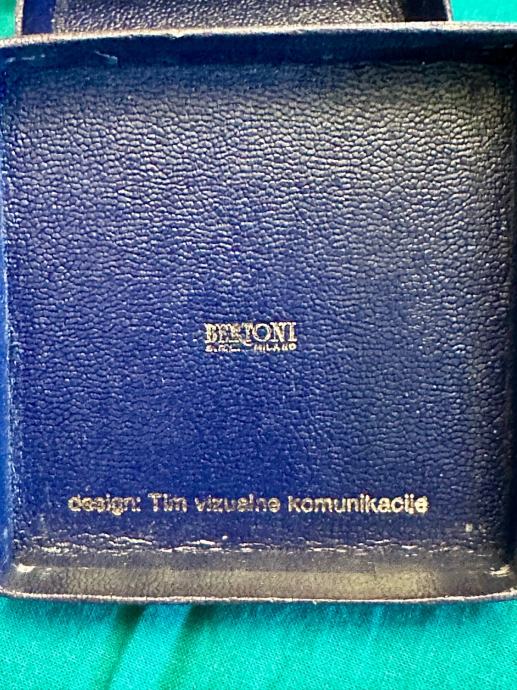 BERTONI
S.R.L. MILANO
design: Tim vizualne komunikacije